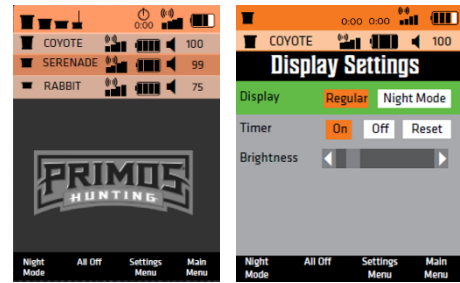 0:00
COYOTE 100
SERENADE 99
RABBIT 75
PRIMOS
HUNTING
Night Mode All Off Settings Menu Main Menu
0:00 0:00
COYOTE 100
Display Settings
Display Regular Night Mode
Timer On Off Reset
Brightness
Night Mode All Off Settings Menu Main Menu